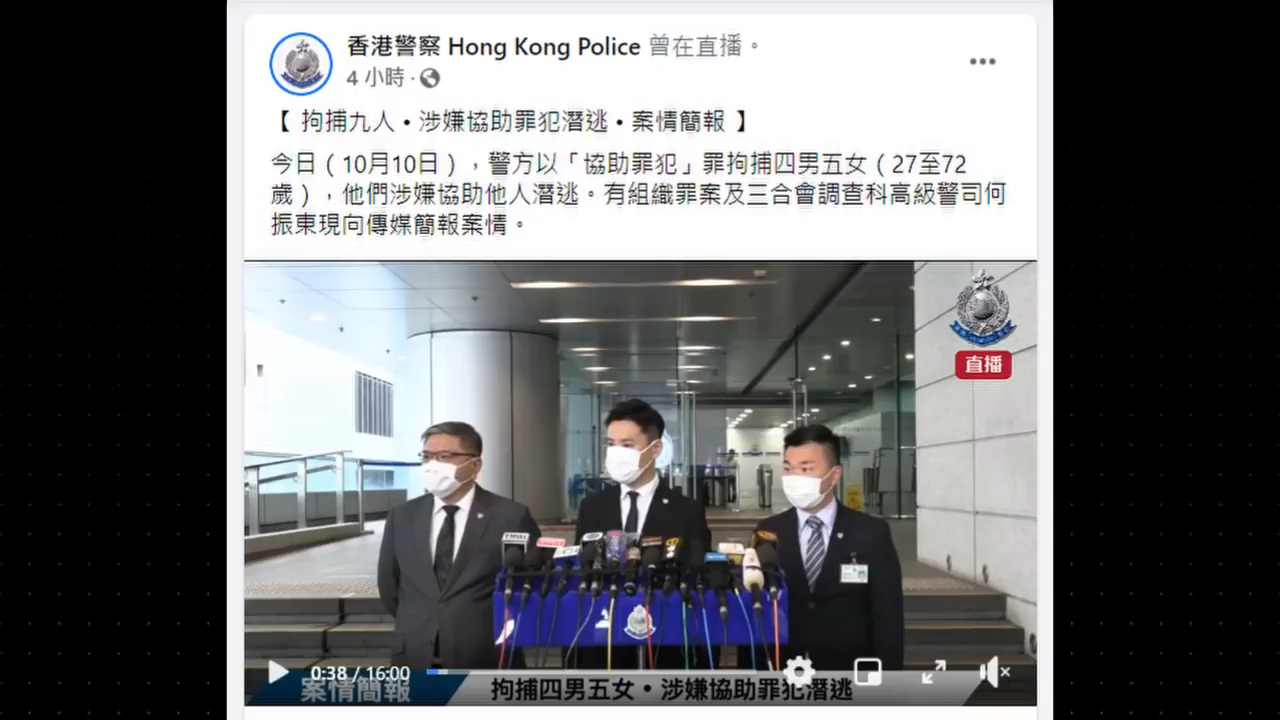 香港警察 Hong Kong Police 曾在直播。
4 小時 ·
【 拘捕九人 • 涉嫌協助罪犯潛逃 • 案情簡報 】
今日（10月10日），警方以「協助罪犯」罪拘捕四男五女（27至72
歲），他們涉嫌協助他人潛逃。有組織罪案及三合會調查科高級警司何
振東現向傳媒簡報案情。
直播
0:38 / 16:00
案情簡報
拘捕四男五女 • 涉嫌協助罪犯潛逃